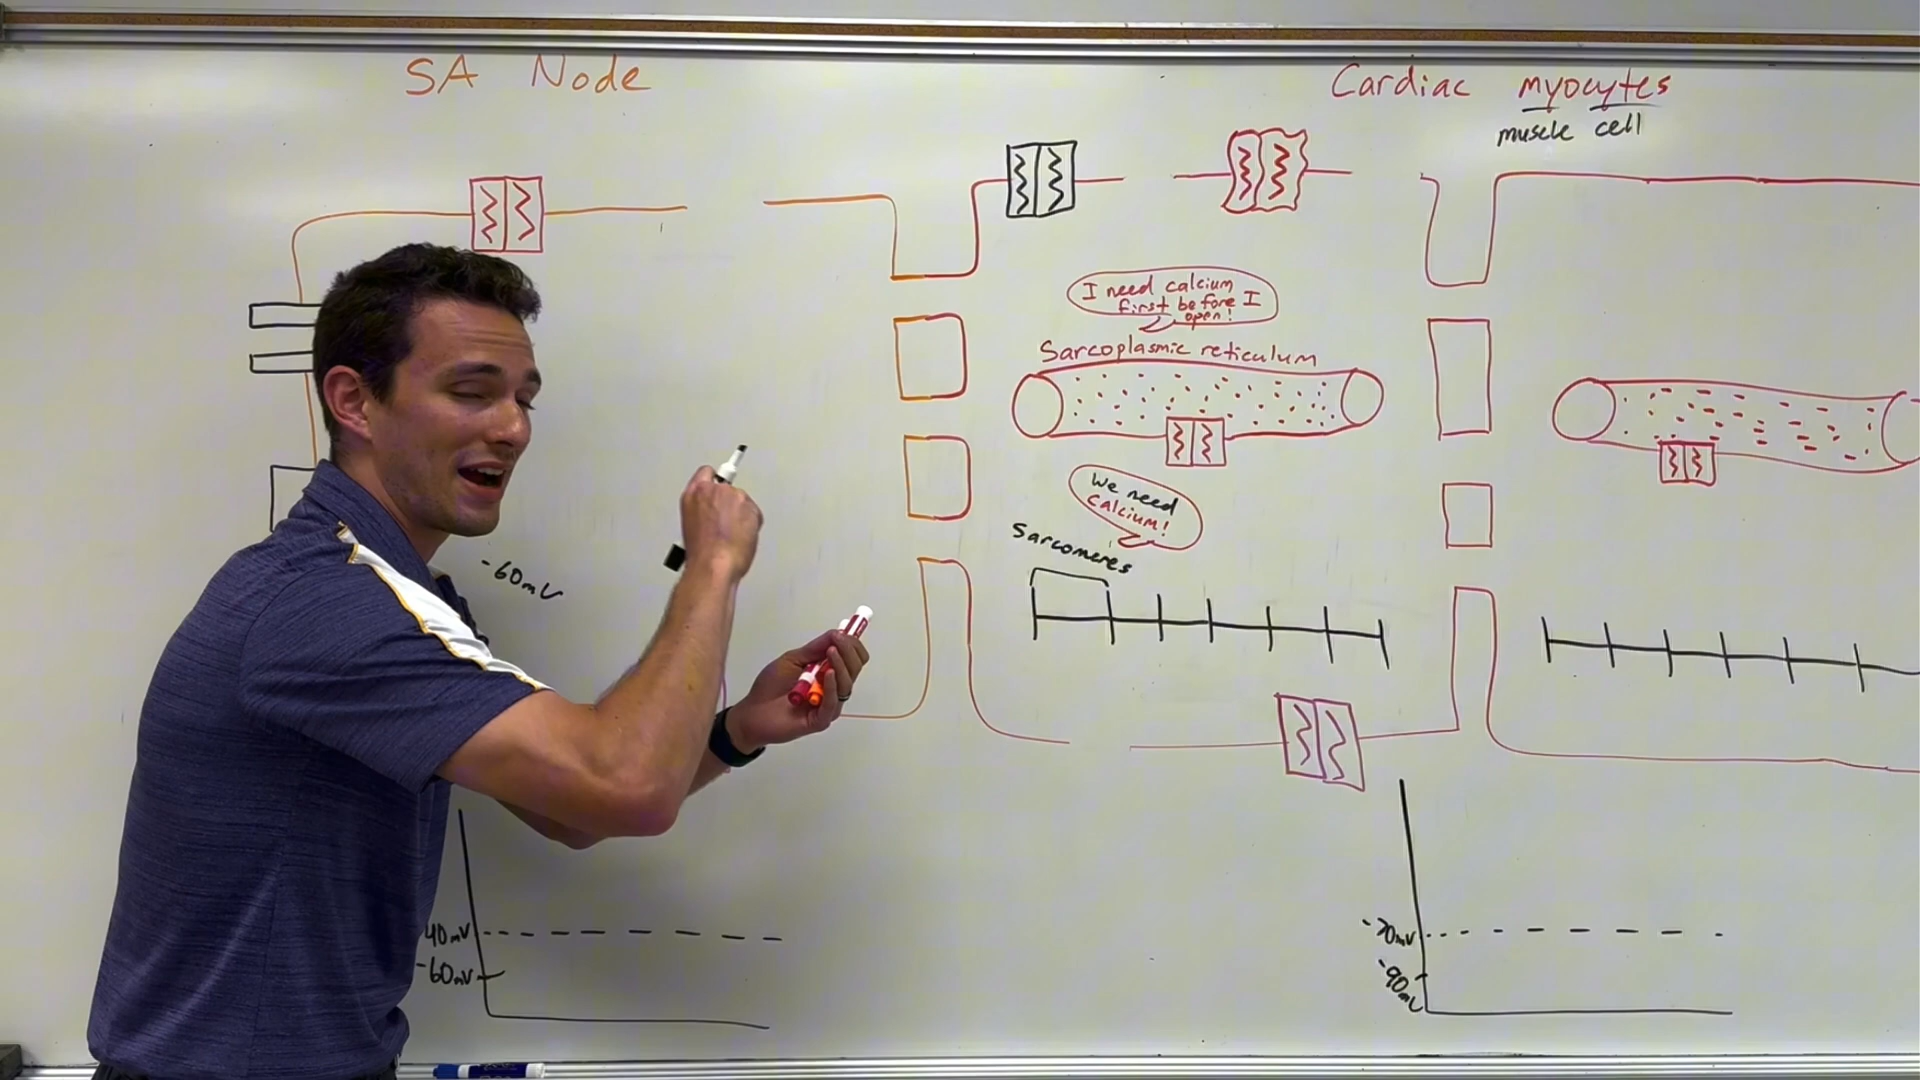 SA Node
Cardiac myocytes
muscle cell
I need calcium
first before I
open!
Sarcoplasmic reticulum
We need
calcium!
Sarcomeres
-60mV
40mV
-60mV
-70mV
-90mV